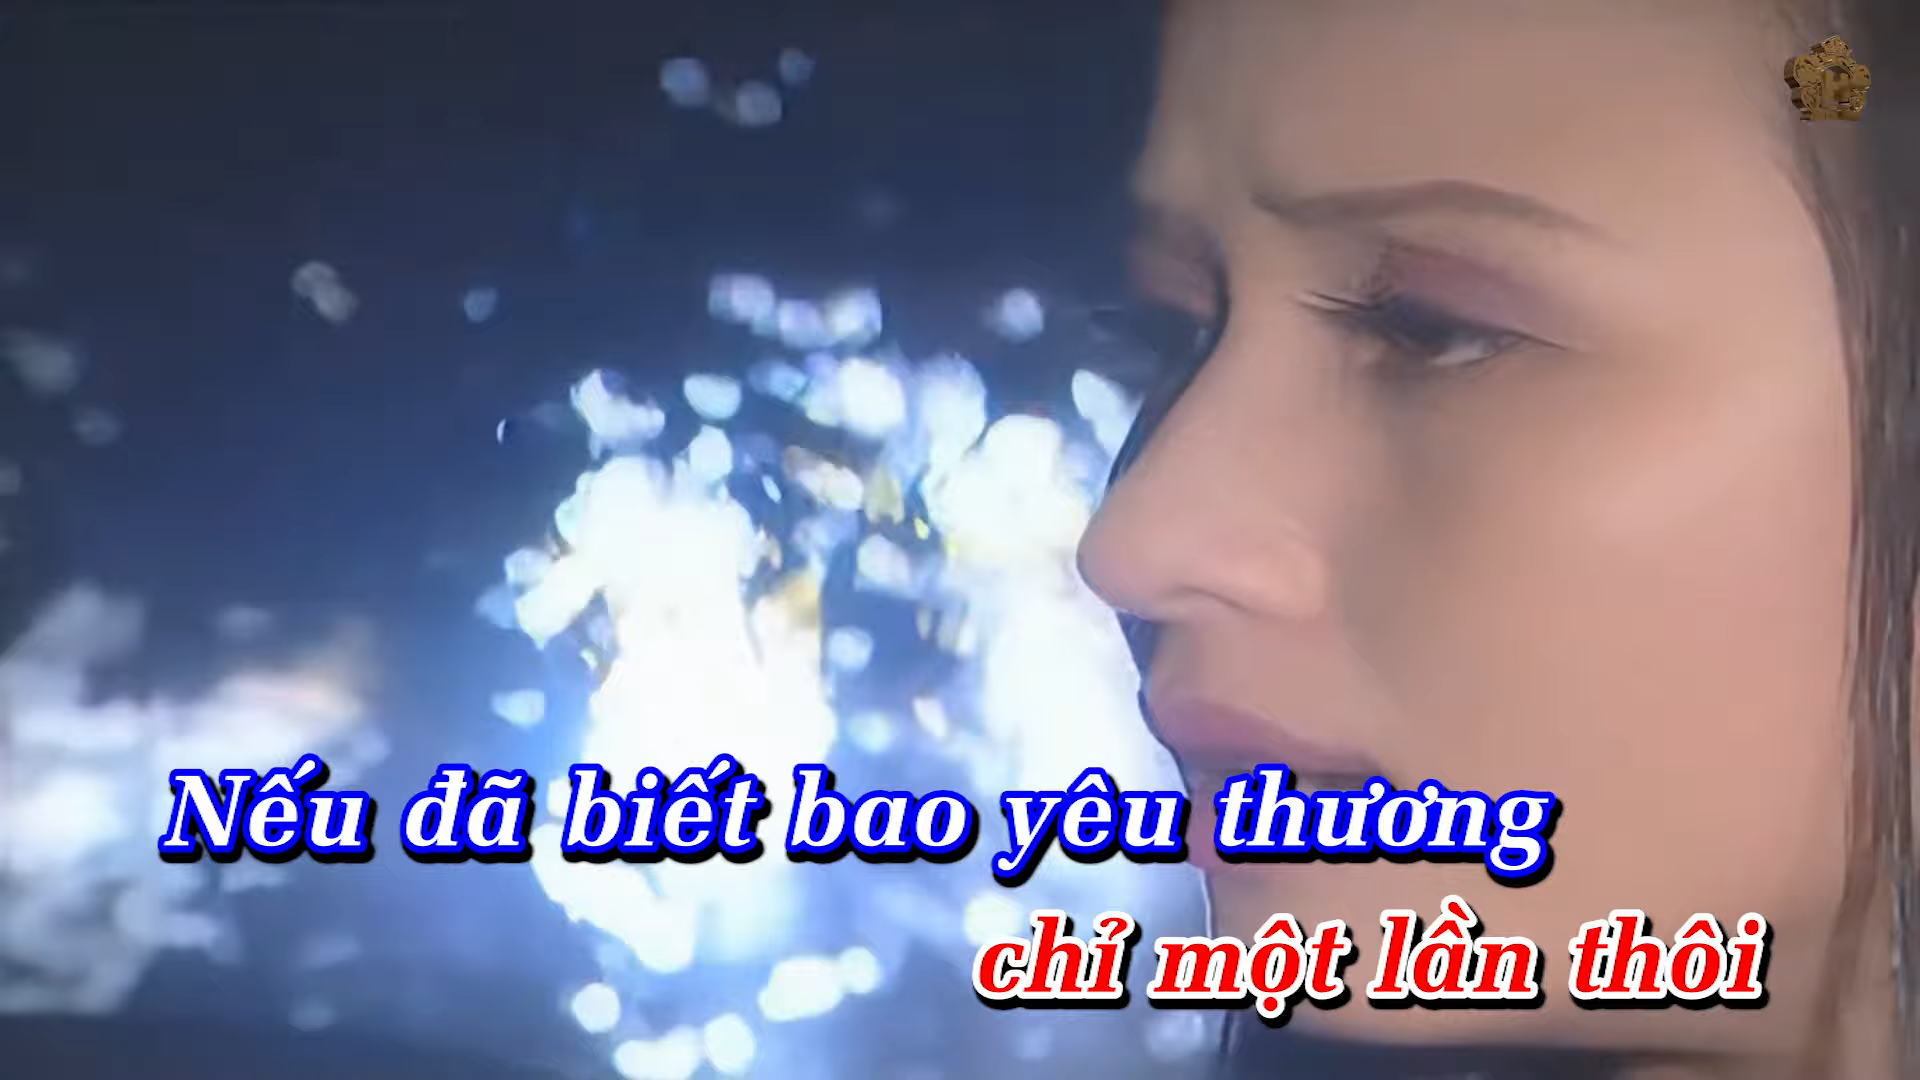 Nếu đã biết bao yêu thương
chỉ một lần thôi